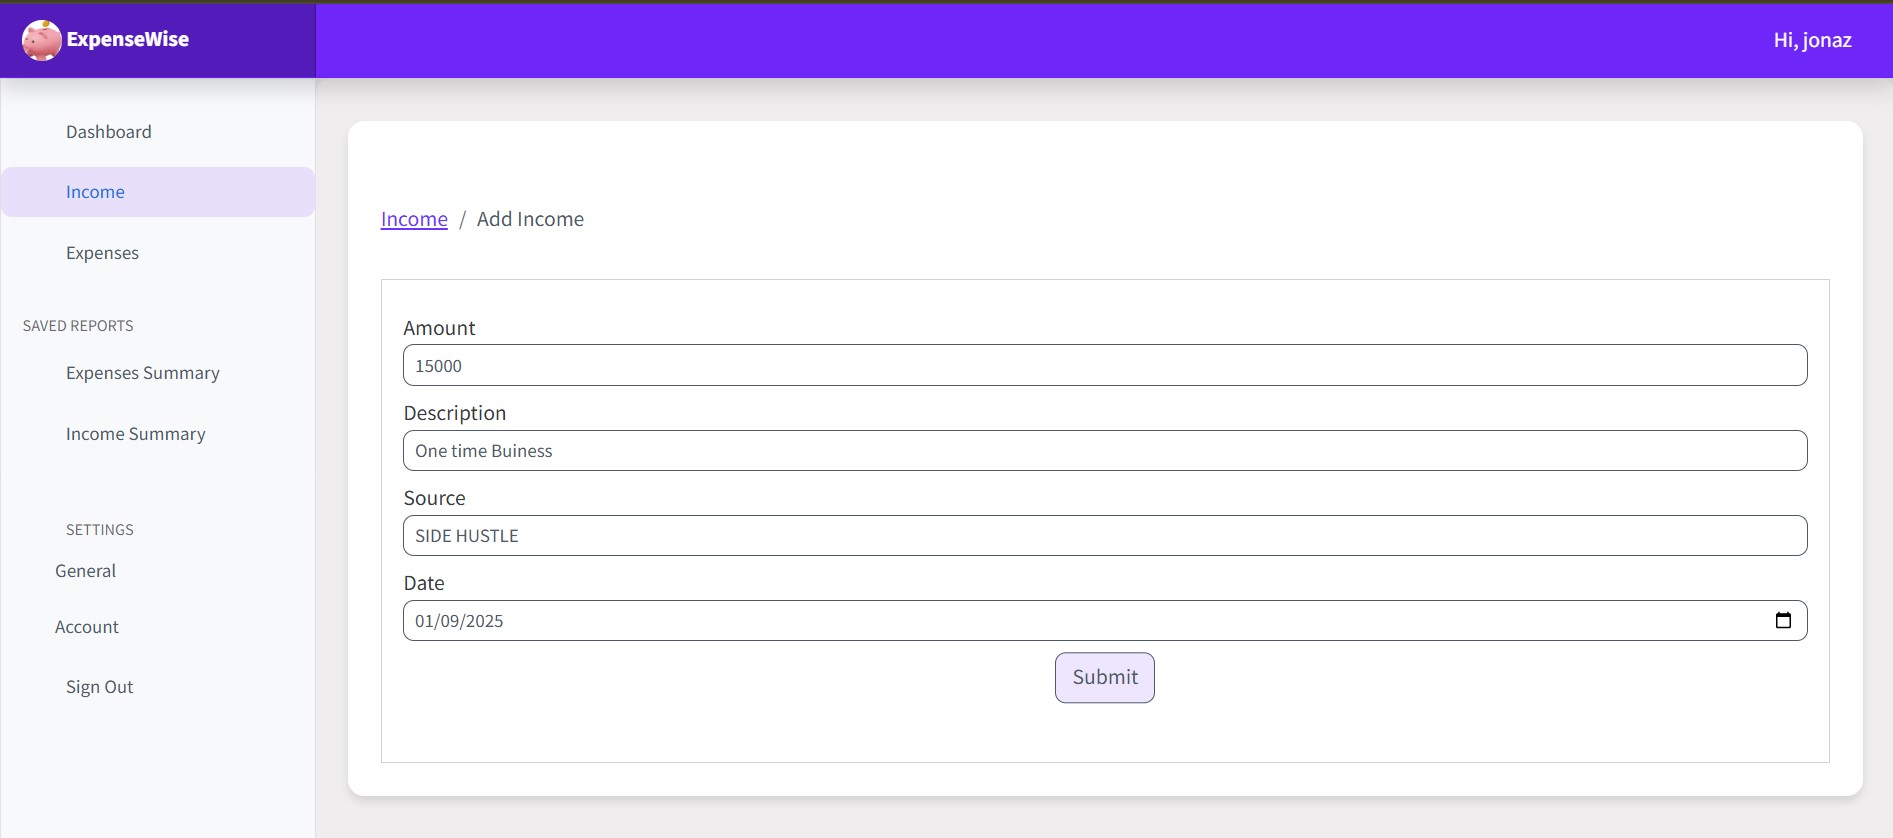 ExpenseWise
Hi, jonaz
Dashboard
Income
Expenses
SAVED REPORTS
Expenses Summary
Income Summary
SETTINGS
General
Account
Sign Out
Income / Add Income
Amount
15000
Description
One time Buiness
Source
SIDE HUSTLE
Date
01/09/2025
Submit